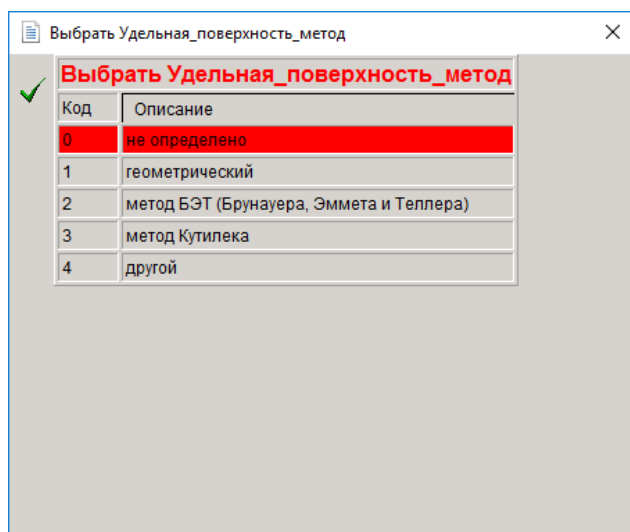 Выбрать Удельная_поверхность_метод
Выбрать Удельная_поверхность_метод
Код Описание
0 не определено
1 геометрический
2 метод БЭТ (Брунауера, Эммета и Теллера)
3 метод Кутилека
4 другой